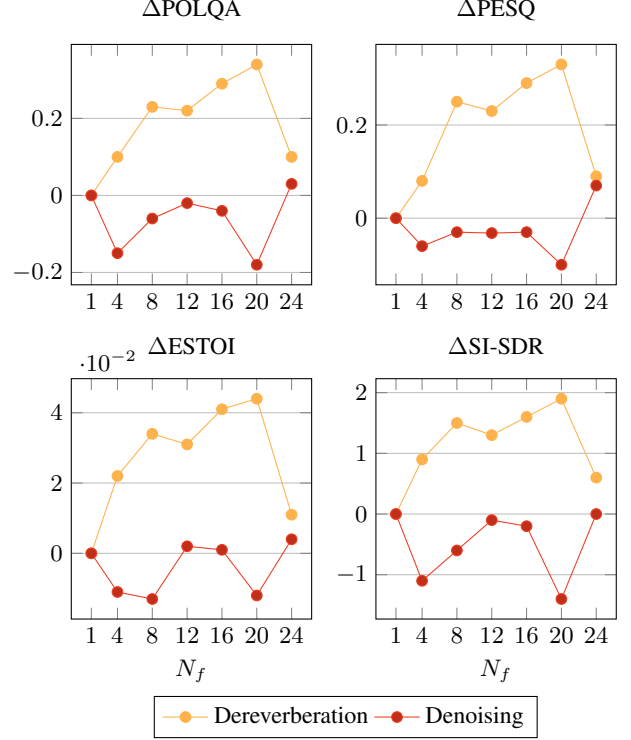 ΔPOLQA
0.2
0
−0.2
1 4 8 12 16 20 24
ΔPESQ
0.2
0
1 4 8 12 16 20 24
ΔESTOI
·10⁻²
4
2
0
1 4 8 12 16 20 24
N_f
ΔSI-SDR
2
1
0
−1
1 4 8 12 16 20 24
N_f
Dereverberation Denoising